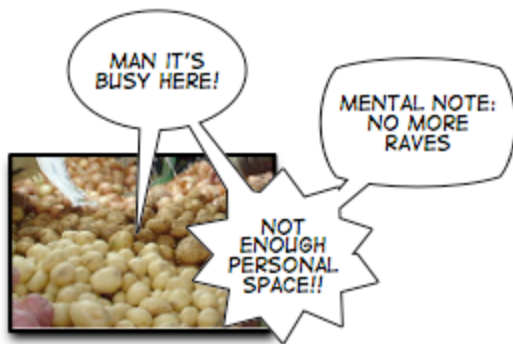 MAN IT'S
BUSY HERE!
MENTAL NOTE:
NO MORE
RAVES
NOT
ENOUGH
PERSONAL
SPACE!!